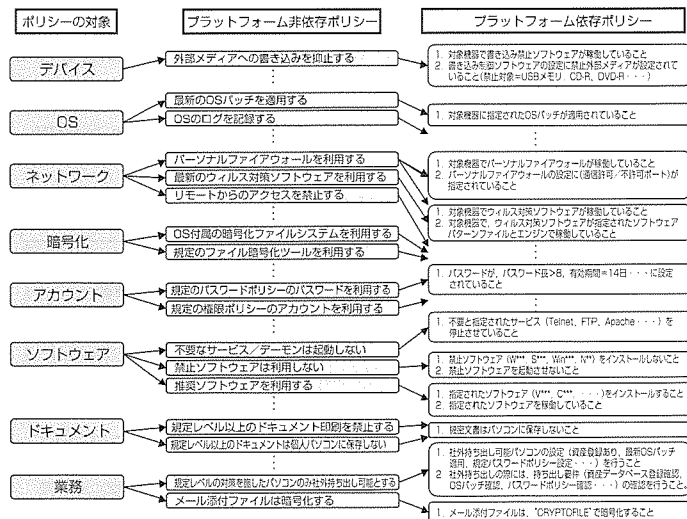 ポリシーの対象
プラットフォーム非依存ポリシー
プラットフォーム依存ポリシー
デバイス
外部メディアへの書き込みを抑止する
1. 対象機器で書き込み禁止ソフトウェアが稼働していること
2. 書き込み制御ソフトウェアの設定に禁止外部メディアが設定されて
いること(禁止対象=USBメモリ、CD-R、DVD-R・・・)
OS
最新のOSパッチを適用する
OSのログを記録する
1. 対象機器に指定されたOSパッチが適用されていること
ネットワーク
パーソナルファイアウォールを利用する
最新のウィルス対策ソフトウェアを利用する
リモートからのアクセスを禁止する
1. 対象機器でパーソナルファイアウォールが稼働していること
2. パーソナルファイアウォールの設定に(通信許可/不許可ポート)が
指定されていること
1. 対象機器でウィルス対策ソフトウェアが稼働していること
2. 対象機器で、ウィルス対策ソフトウェアが指定されたソフトウェア
パターンファイルとエンジンで稼働していること
暗号化
OS付属の暗号化ファイルシステムを利用する
規定のファイル暗号化ツールを利用する
アカウント
規定のパスワードポリシーのパスワードを利用する
規定の権限ポリシーのアカウントを利用する
1. パスワードが、パスワード長>8、有効期間=14日・・・に設定
されていること
ソフトウェア
不要なサービス/デーモンは起動しない
禁止ソフトウェアは利用しない
推奨ソフトウェアを利用する
1. 不要と指定されたサービス(Telnet、FTP、Apache・・・)を
停止させていること
1. 禁止ソフトウェア(W***、S***、Win***、N**)をインストールしないこと
2. 禁止ソフトウェアを起動させないこと
1. 指定されたソフトウェア(V***、C***、・・・)をインストールすること
2. 指定されたソフトウェアを稼働していること
ドキュメント
規定レベル以上のドキュメント印刷を禁止する
規定レベル以上のドキュメントは個人パソコンに保存しない
1. 秘密文書はパソコンに保存しないこと
業務
規定レベルの対策を施したパソコンのみ社外持ち出し可能とする
メール添付ファイルは暗号化する
1. 社外持ち出し可能パソコンの設定(資産登録あり、最新OSパッチ
適用、規定パスワードポリシー設定・・・)を行うこと
2. 社外持ち出しの際には、持ち出し要件(資産データベース登録確認、
OSパッチ確認、パスワードポリシー確認・・・)の確認を行うこと。
1. メール添付ファイルは、"CRYPTOFILE"で暗号化すること